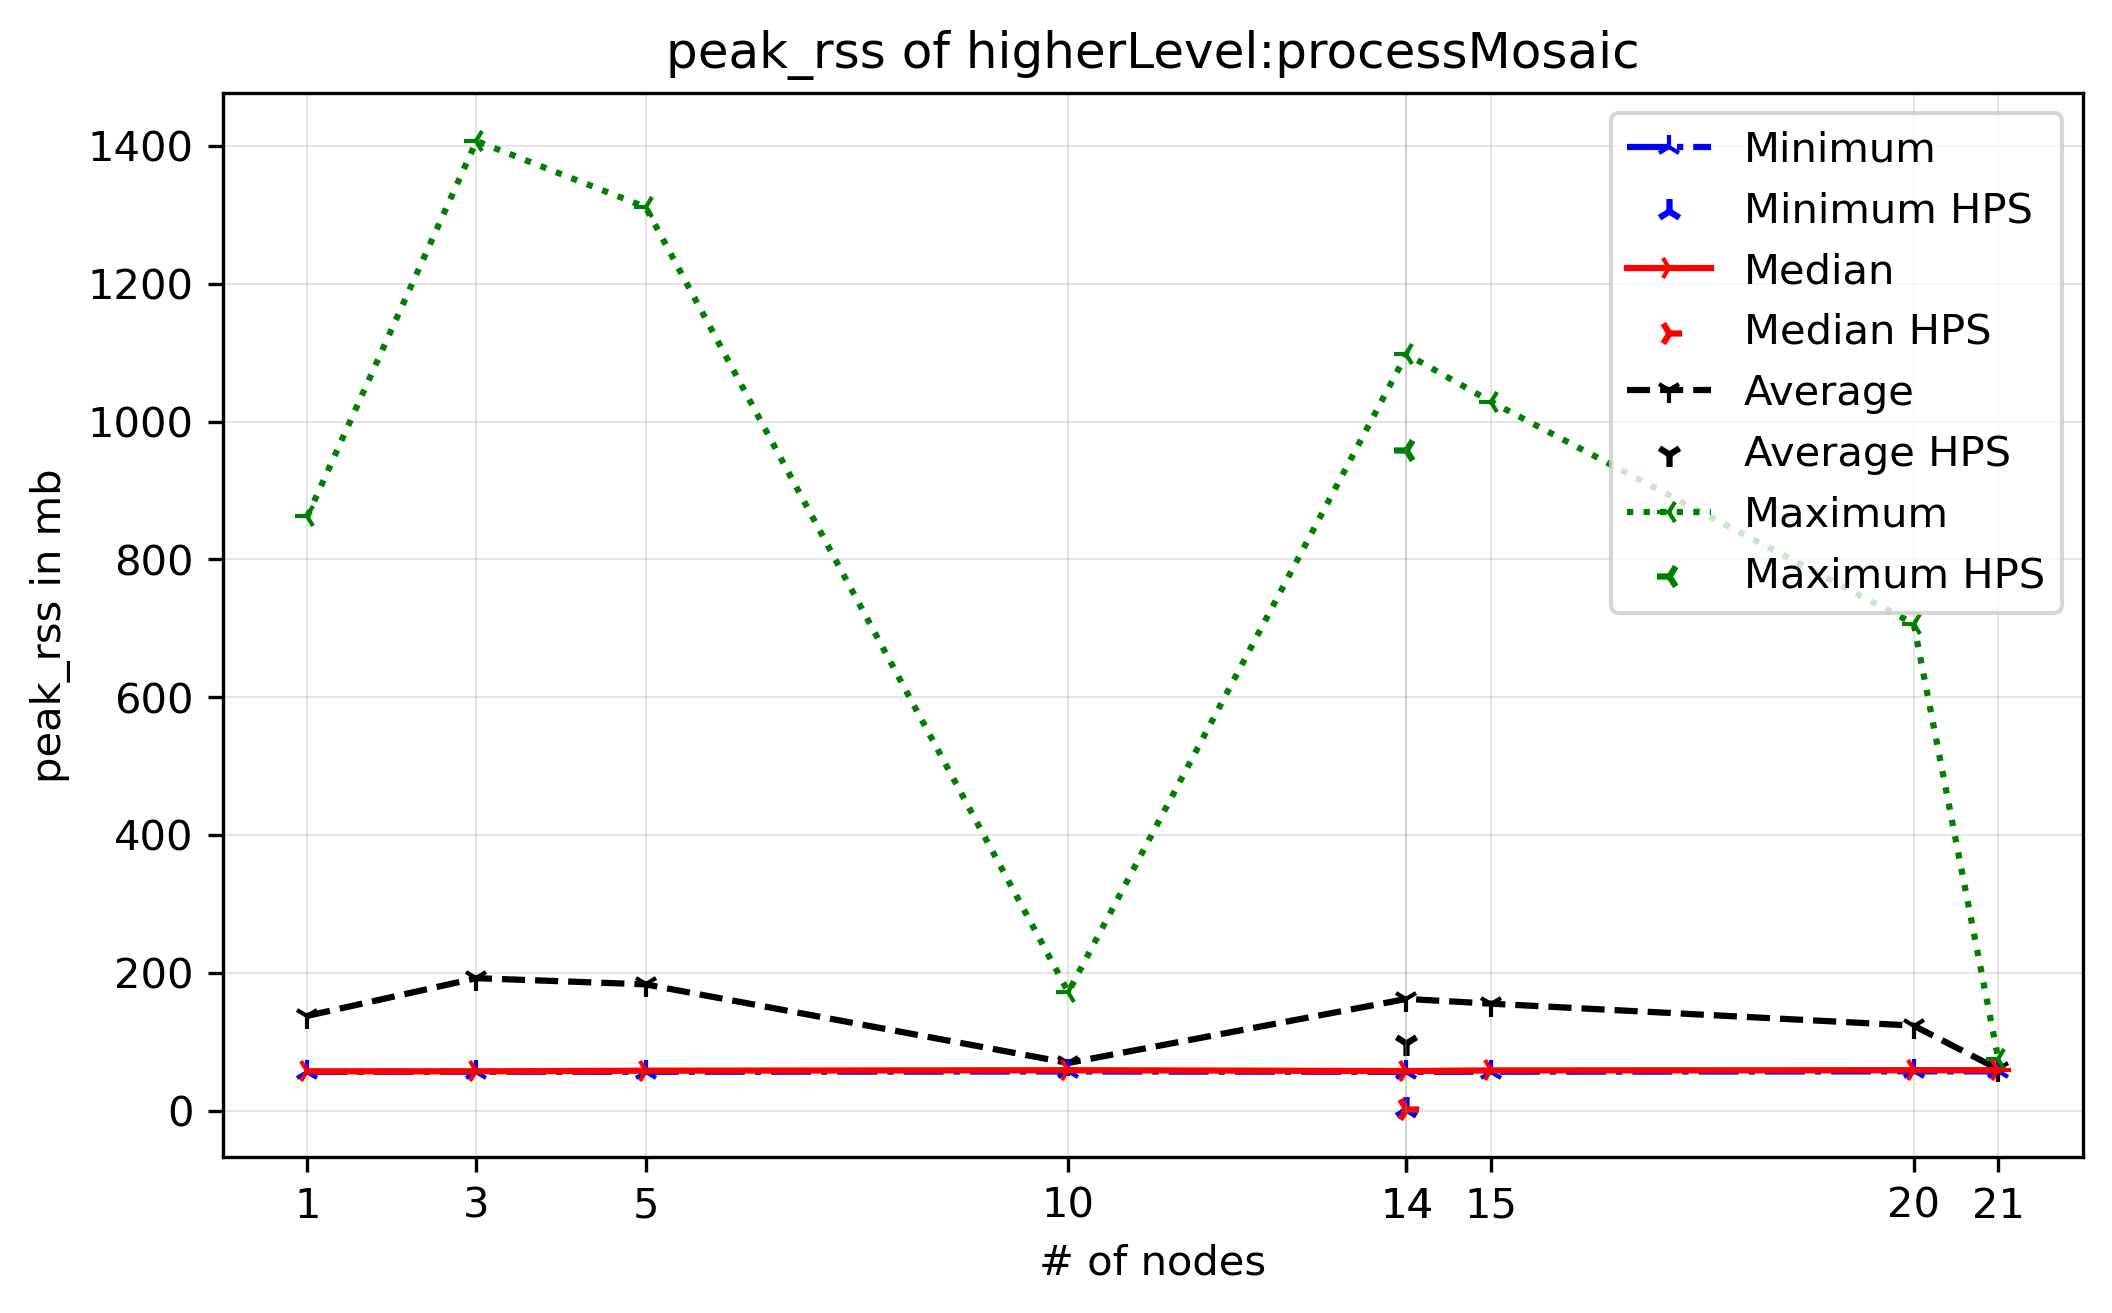 peak_rss of higherLevel:processMosaic
peak_rss in mb
1400
1200
1000
800
600
400
200
0
Minimum
Minimum HPS
Median
Median HPS
Average
Average HPS
Maximum
Maximum HPS
1 3 5 10 14 15 20 21
# of nodes